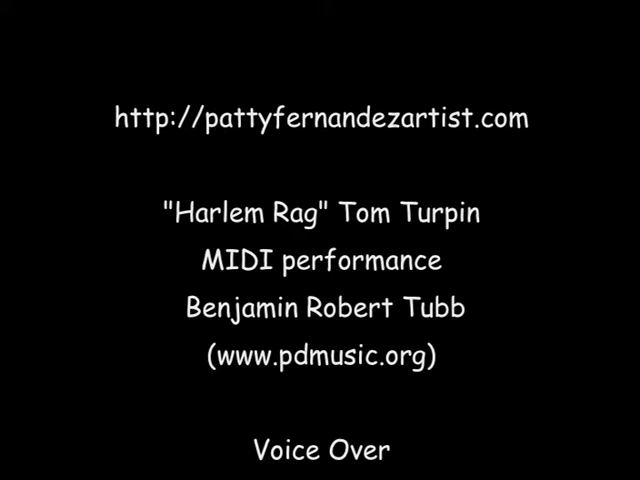 http://pattyfernandezartist.com
"Harlem Rag" Tom Turpin
MIDI performance
Benjamin Robert Tubb
(www.pdmusic.org)
Voice Over